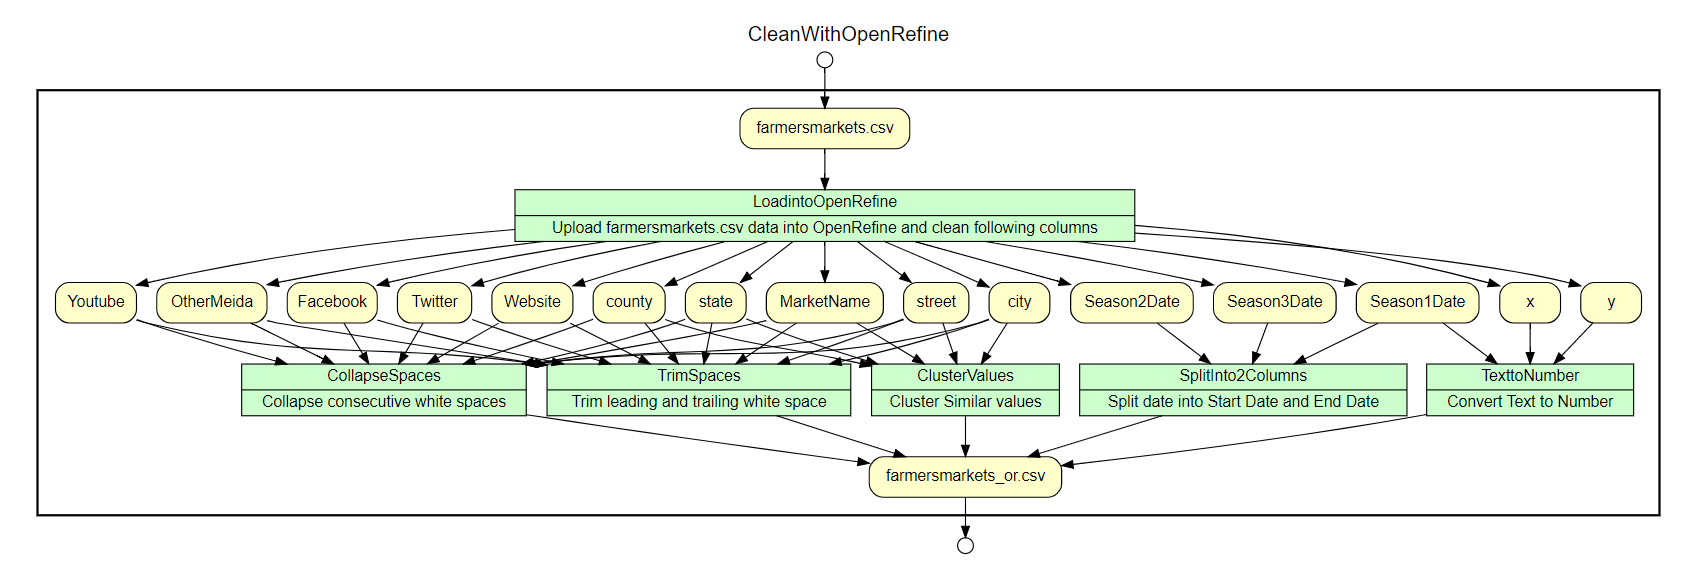 CleanWithOpenRefine
farmersmarkets.csv
LoadintoOpenRefine
Upload farmersmarkets.csv data into OpenRefine and clean following columns
Youtube
OtherMeida
Facebook
Twitter
Website
county
state
MarketName
street
city
Season2Date
Season3Date
Season1Date
x
y
CollapseSpaces
Collapse consecutive white spaces
TrimSpaces
Trim leading and trailing white space
ClusterValues
Cluster Similar values
SplitInto2Columns
Split date into Start Date and End Date
TexttoNumber
Convert Text to Number
farmersmarkets_or.csv